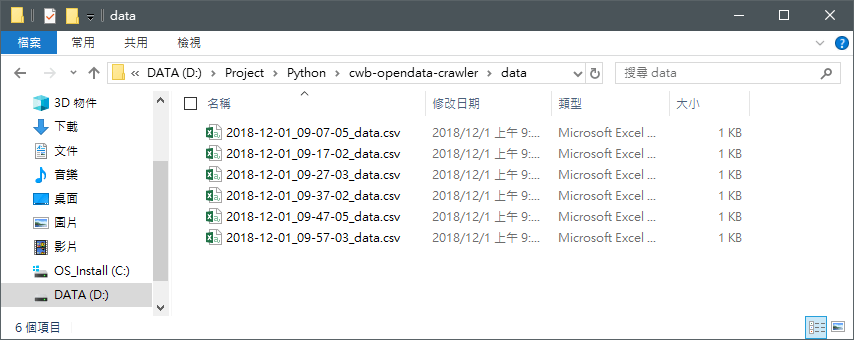 data
檔案 常用 共用 檢視
« DATA (D:) › Project › Python › cwb-opendata-crawler › data 搜尋 data
名稱 修改日期 類型 大小
3D 物件
下載
文件
音樂
桌面
圖片
影片
OS_Install (C:)
DATA (D:)
2018-12-01_09-07-05_data.csv 2018/12/1 上午 9:... Microsoft Excel ... 1 KB
2018-12-01_09-17-02_data.csv 2018/12/1 上午 9:... Microsoft Excel ... 1 KB
2018-12-01_09-27-03_data.csv 2018/12/1 上午 9:... Microsoft Excel ... 1 KB
2018-12-01_09-37-02_data.csv 2018/12/1 上午 9:... Microsoft Excel ... 1 KB
2018-12-01_09-47-05_data.csv 2018/12/1 上午 9:... Microsoft Excel ... 1 KB
2018-12-01_09-57-03_data.csv 2018/12/1 上午 9:... Microsoft Excel ... 1 KB
6 個項目